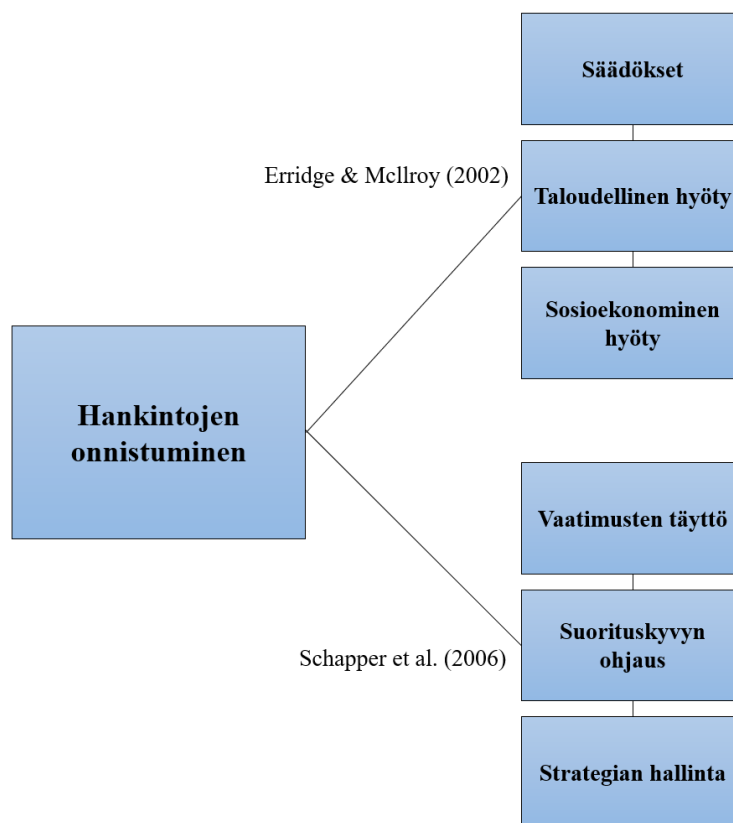 Säädökset
Erridge & Mcllroy (2002)
Taloudellinen hyöty
Sosioekonominen
hyöty
Hankintojen
onnistuminen
Vaatimusten täyttö
Suorituskyvyn
ohjaus
Schapper et al. (2006)
Strategian hallinta